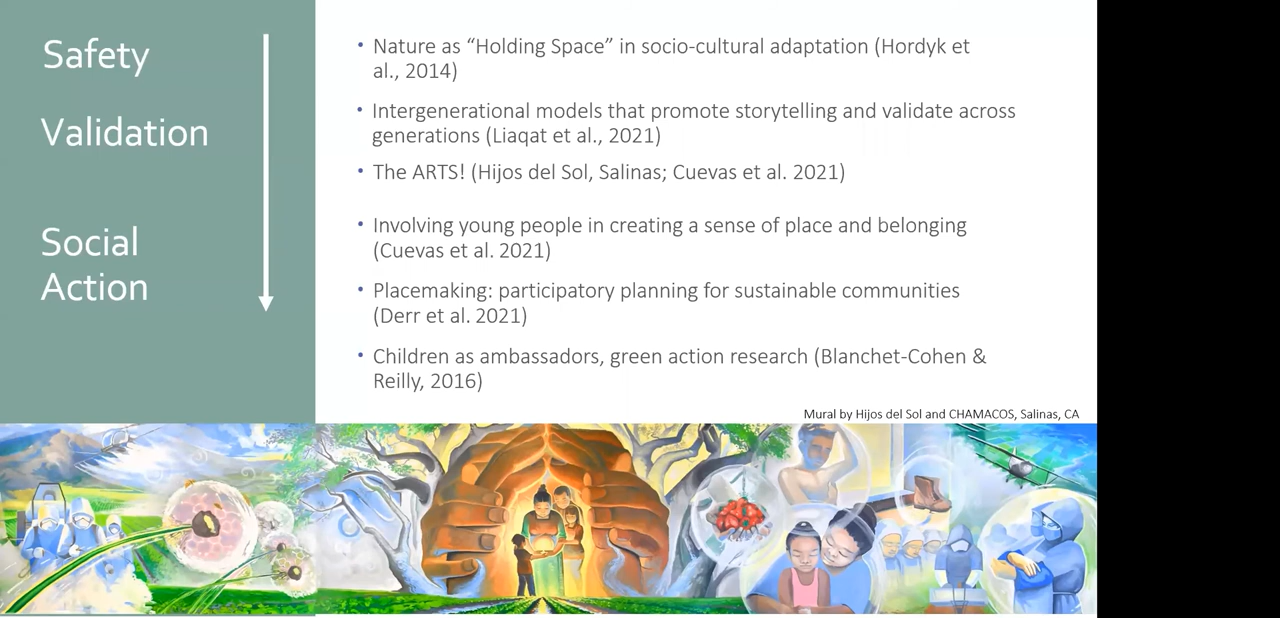 Safety
Validation
Social
Action
• Nature as “Holding Space” in socio-cultural adaptation (Hordyk et
al., 2014)
• Intergenerational models that promote storytelling and validate across
generations (Liaqat et al., 2021)
• The ARTS! (Hijos del Sol, Salinas; Cuevas et al. 2021)
• Involving young people in creating a sense of place and belonging
(Cuevas et al. 2021)
• Placemaking: participatory planning for sustainable communities
(Derr et al. 2021)
• Children as ambassadors, green action research (Blanchet-Cohen &
Reilly, 2016)
Mural by Hijos del Sol and CHAMACOS, Salinas, CA